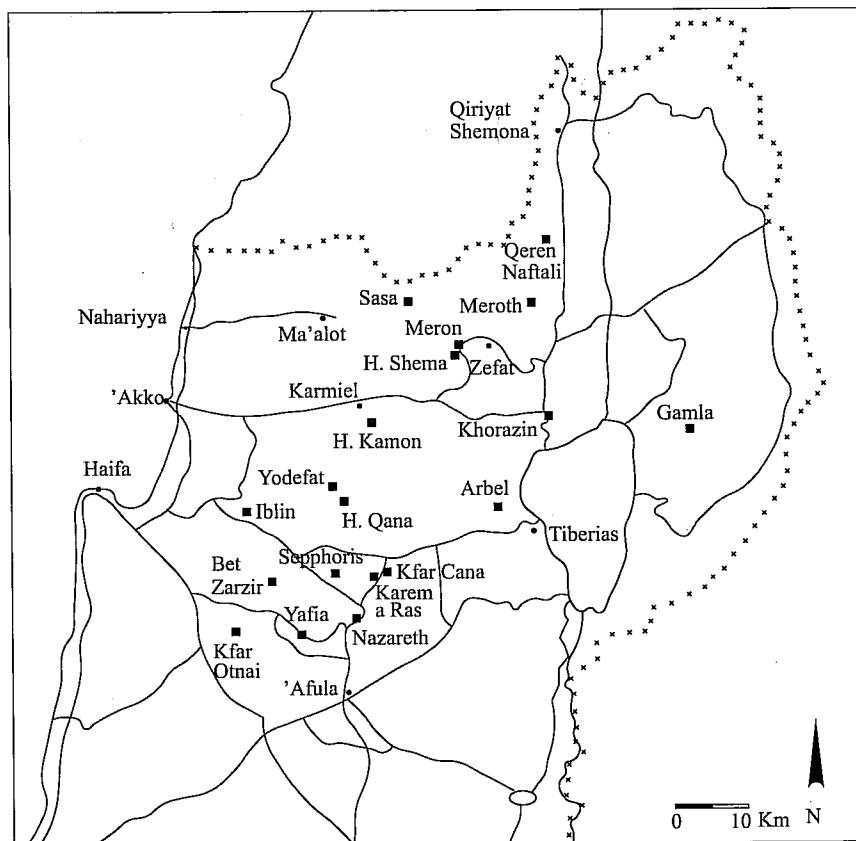 Qiriyat
Shemona
Qeren
Naftali
Sasa
Meroth
Nahariyya
Ma'alot
Meron
H. Shema
Zefat
'Akko
Karmiel
Khorazin
Gamla
H. Kamon
Haifa
Yodefat
Arbel
Iblin
H. Qana
Tiberias
Sepphoris
Bet
Zarzir
Kfar Cana
Karem
a Ras
Yafia
Nazareth
Kfar
Otnai
'Afula
0 10 Km
N